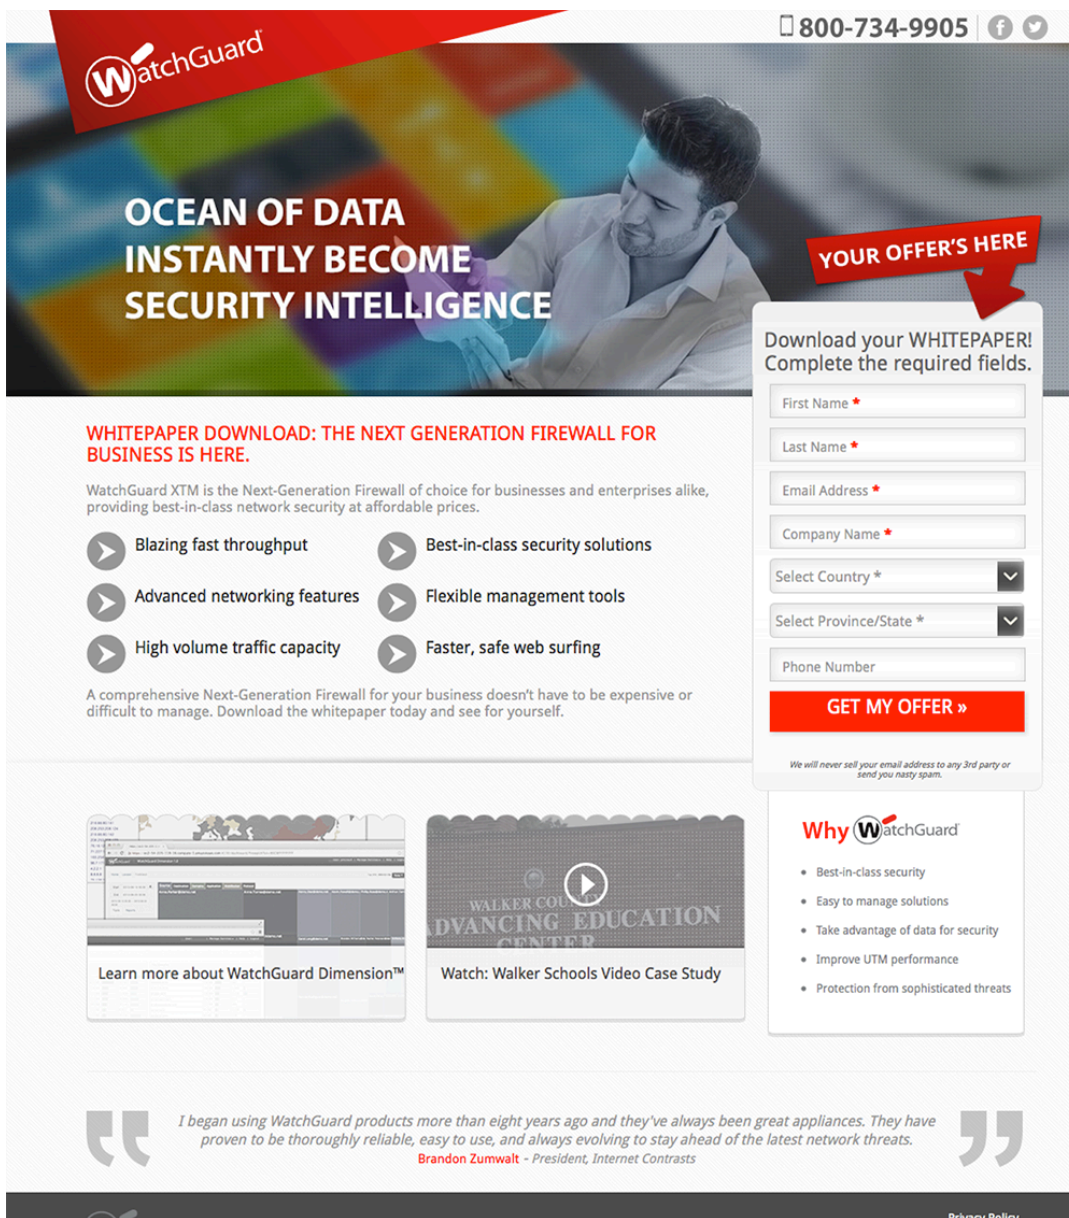 WatchGuard
800-734-9905
OCEAN OF DATA
INSTANTLY BECOME
SECURITY INTELLIGENCE
YOUR OFFER'S HERE
Download your WHITEPAPER!
Complete the required fields.
First Name *
Last Name *
Email Address *
Company Name *
Select Country *
Select Province/State *
Phone Number
GET MY OFFER »
We will never sell your email address to any 3rd party or
send you nasty spam.
WHITEPAPER DOWNLOAD: THE NEXT GENERATION FIREWALL FOR
BUSINESS IS HERE.
WatchGuard XTM is the Next-Generation Firewall of choice for businesses and enterprises alike,
providing best-in-class network security at affordable prices.
Blazing fast throughput
Best-in-class security solutions
Advanced networking features
Flexible management tools
High volume traffic capacity
Faster, safe web surfing
A comprehensive Next-Generation Firewall for your business doesn't have to be expensive or
difficult to manage. Download the whitepaper today and see for yourself.
Learn more about WatchGuard Dimension™
WALKER COUNTY
ADVANCING EDUCATION
CENTER
Watch: Walker Schools Video Case Study
Why WatchGuard
• Best-in-class security
• Easy to manage solutions
• Take advantage of data for security
• Improve UTM performance
• Protection from sophisticated threats
I began using WatchGuard products more than eight years ago and they've always been great appliances. They have
proven to be thoroughly reliable, easy to use, and always evolving to stay ahead of the latest network threats.
Brandon Zumwalt - President, Internet Contrasts
Privacy Policy